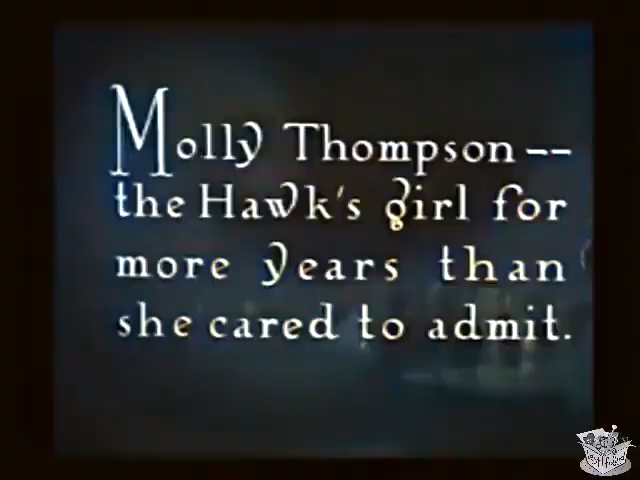 Molly Thompson --
the Hawk's girl for
more years than
she cared to admit.